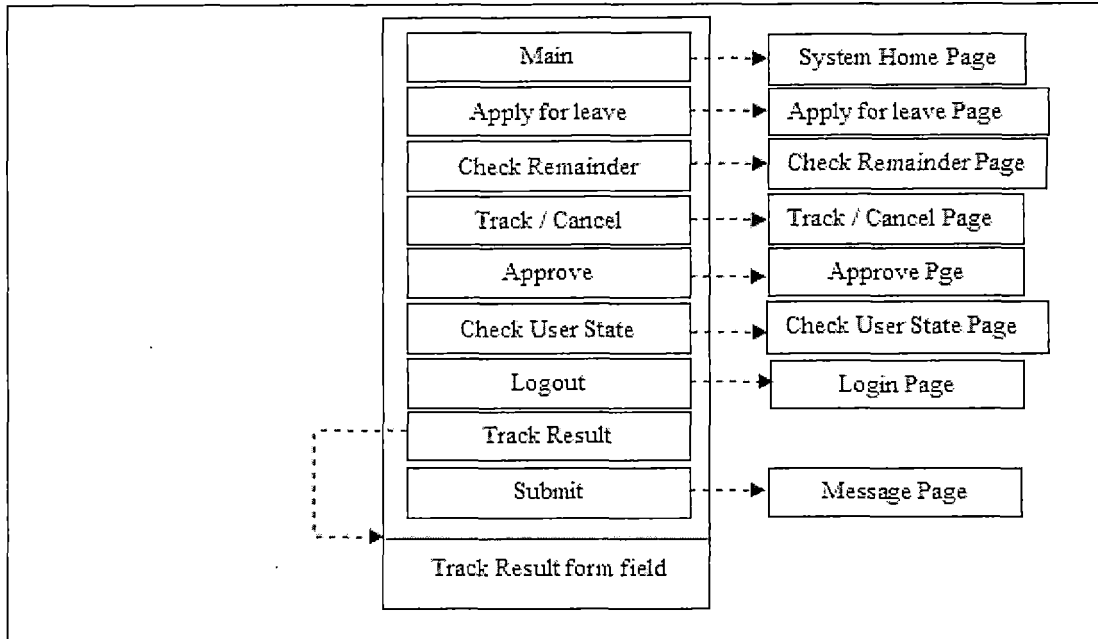 Main
System Home Page
Apply for leave
Apply for leave Page
Check Remainder
Check Remainder Page
Track / Cancel
Track / Cancel Page
Approve
Approve Pge
Check User State
Check User State Page
Logout
Login Page
Track Result
Submit
Message Page
Track Result form field